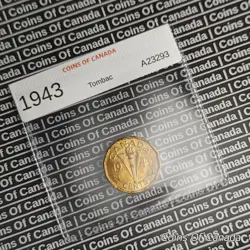 COINS OF CANADA
1943
Tombac
A23293
Coins Of Canada